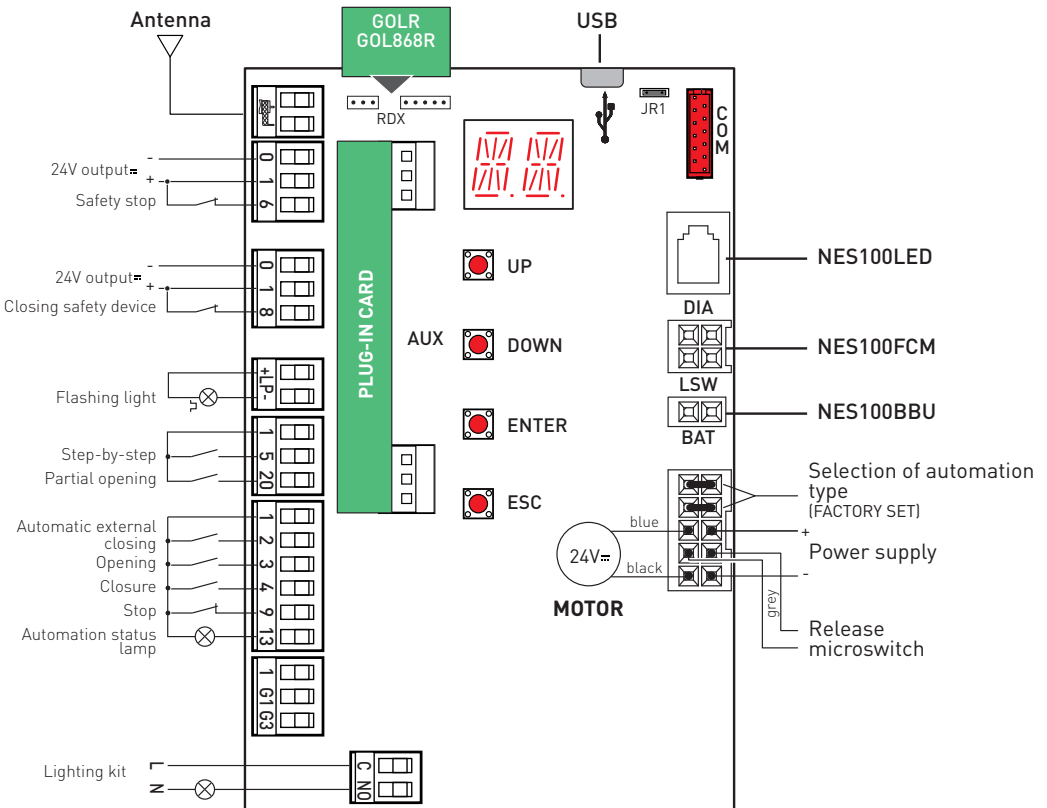 Antenna
GOLR
GOL868R
USB
RDX
JR1
COM
24V output
-
+
Safety stop
0
1
6
24V output
-
+
Closing safety device
0
1
8
PLUG-IN CARD
AUX
UP
DOWN
ENTER
ESC
NES100LED
DIA
NES100FCM
LSW
NES100BBU
BAT
Flashing light
+LP-
Step-by-step
Partial opening
1
5
20
Automatic external
closing
Opening
Closure
Stop
Automation status
lamp
1
2
3
4
9
13
1
G1
G3
Selection of automation
type
(FACTORY SET)
blue
24V
black
MOTOR
+
Power supply
-
grey
Release
microswitch
Lighting kit
L
N
C
NO